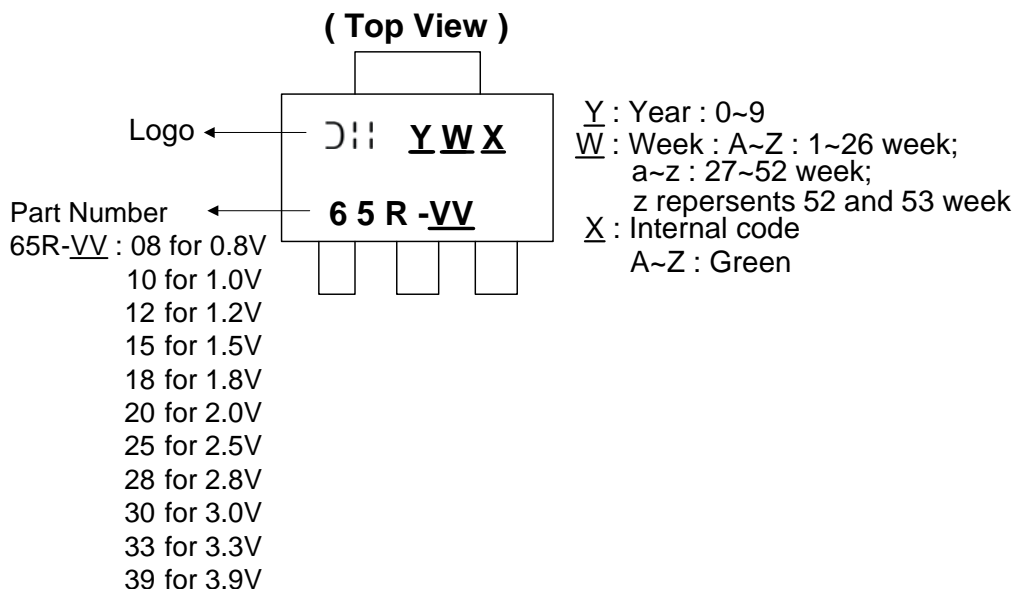 ( Top View )
Logo
Y W X
Y : Year : 0~9
W : Week : A~Z : 1~26 week;
a~z : 27~52 week;
z repersents 52 and 53 week
X : Internal code
A~Z : Green
6 5 R -VV
Part Number
65R-VV : 08 for 0.8V
10 for 1.0V
12 for 1.2V
15 for 1.5V
18 for 1.8V
20 for 2.0V
25 for 2.5V
28 for 2.8V
30 for 3.0V
33 for 3.3V
39 for 3.9V